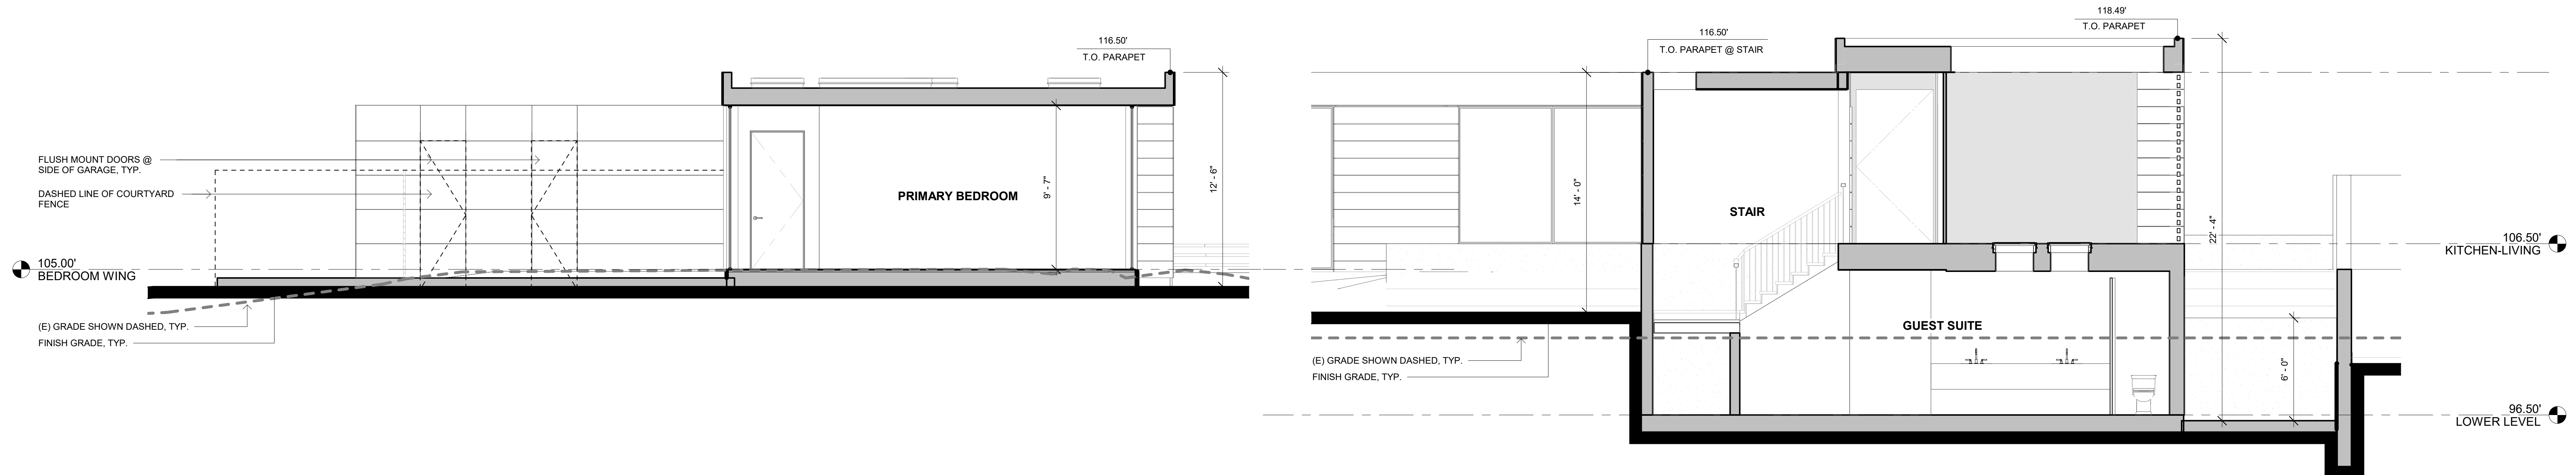 116.50'
T.O. PARAPET
FLUSH MOUNT DOORS @
SIDE OF GARAGE, TYP.
DASHED LINE OF COURTYARD
FENCE
PRIMARY BEDROOM
9' - 7"
12' - 6"
105.00'
BEDROOM WING
(E) GRADE SHOWN DASHED, TYP.
FINISH GRADE, TYP.
116.50'
T.O. PARAPET @ STAIR
118.49'
T.O. PARAPET
14' - 0"
STAIR
22' - 4"
106.50'
KITCHEN-LIVING
GUEST SUITE
(E) GRADE SHOWN DASHED, TYP.
FINISH GRADE, TYP.
6' - 0"
96.50'
LOWER LEVEL